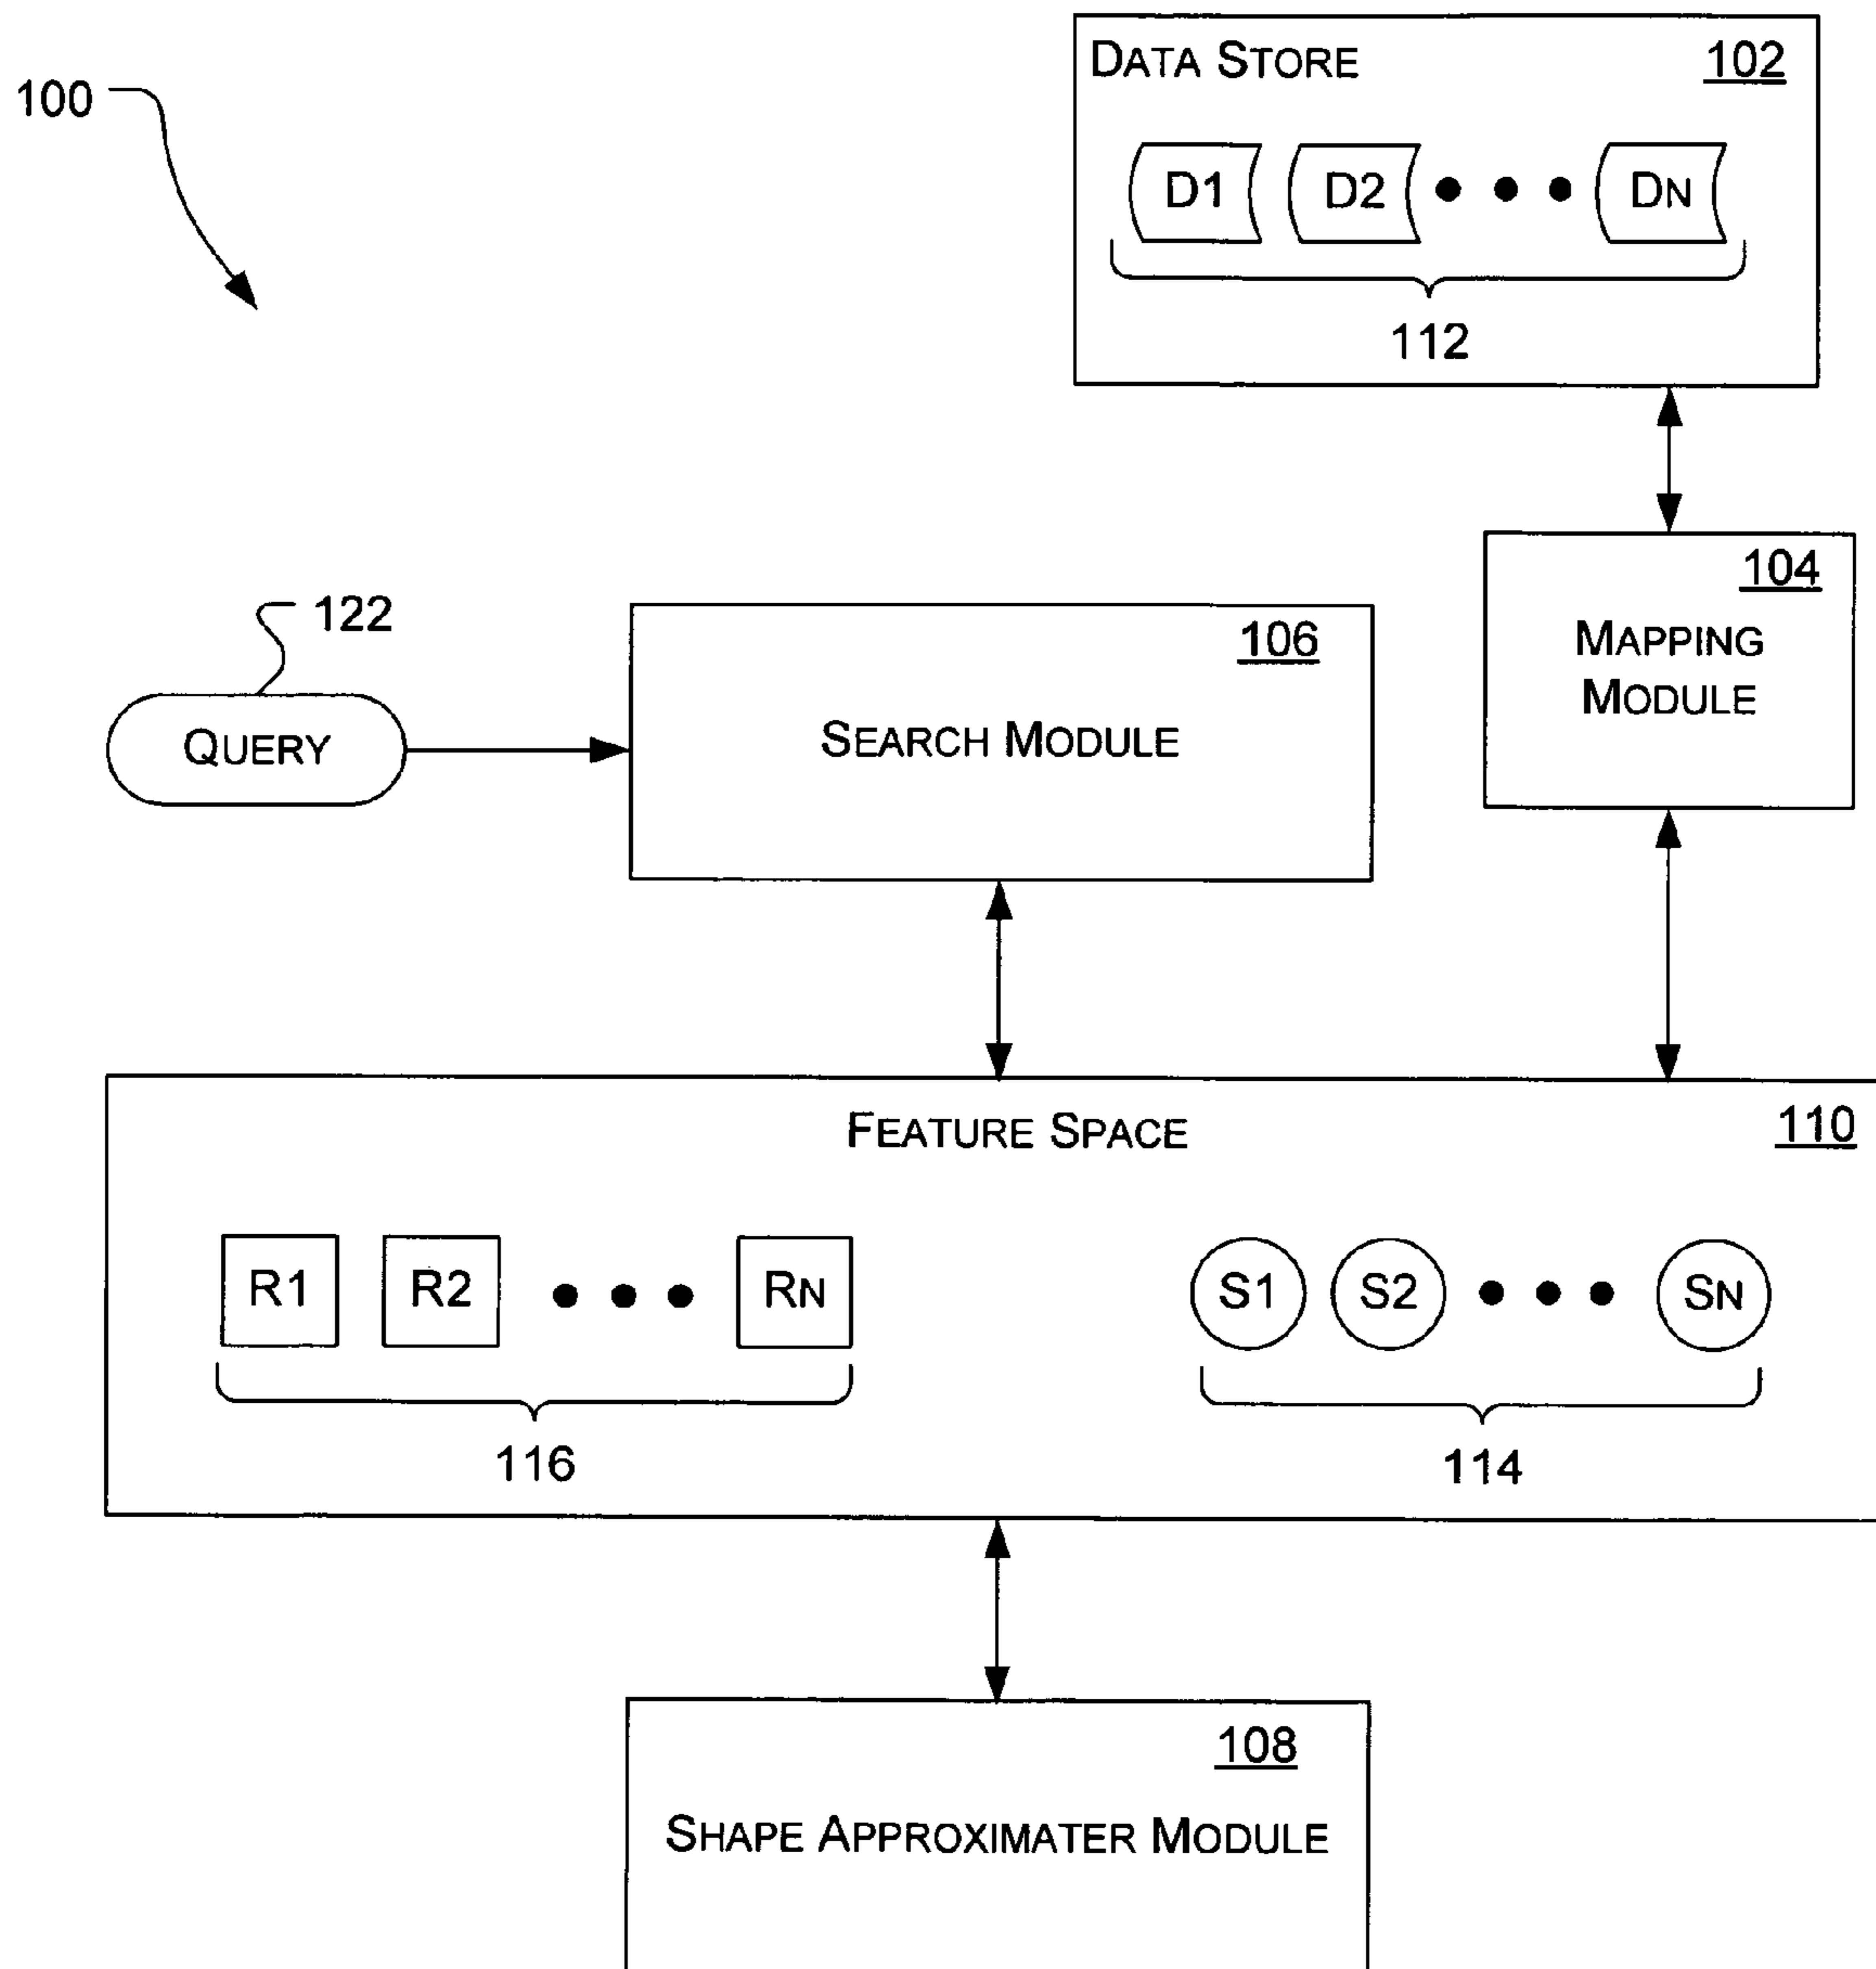 100
DATA STORE 102
D1 D2 DN
112
104
MAPPING
MODULE
122
QUERY
106
SEARCH MODULE
FEATURE SPACE 110
R1 R2 RN S1 S2 SN
116 114
108
SHAPE APPROXIMATER MODULE